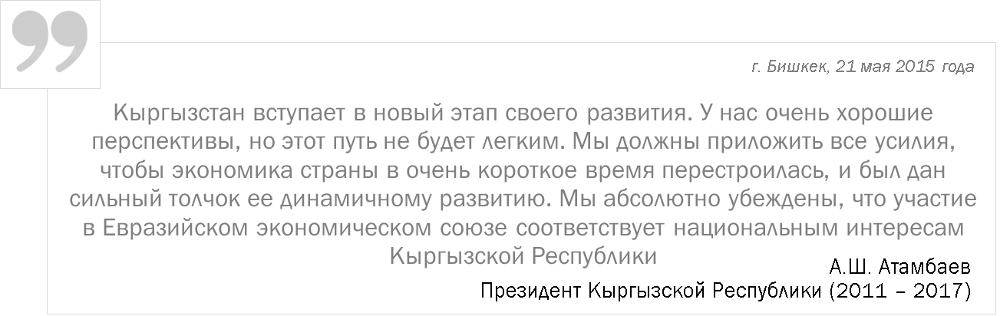 г. Бишкек, 21 мая 2015 года
Кыргызстан вступает в новый этап своего развития. У нас очень хорошие
перспективы, но этот путь не будет легким. Мы должны приложить все усилия,
чтобы экономика страны в очень короткое время перестроилась, и был дан
сильный толчок ее динамичному развитию. Мы абсолютно убеждены, что участие
в Евразийском экономическом союзе соответствует национальным интересам
Кыргызской Республики
А.Ш. Атамбаев
Президент Кыргызской Республики (2011 – 2017)